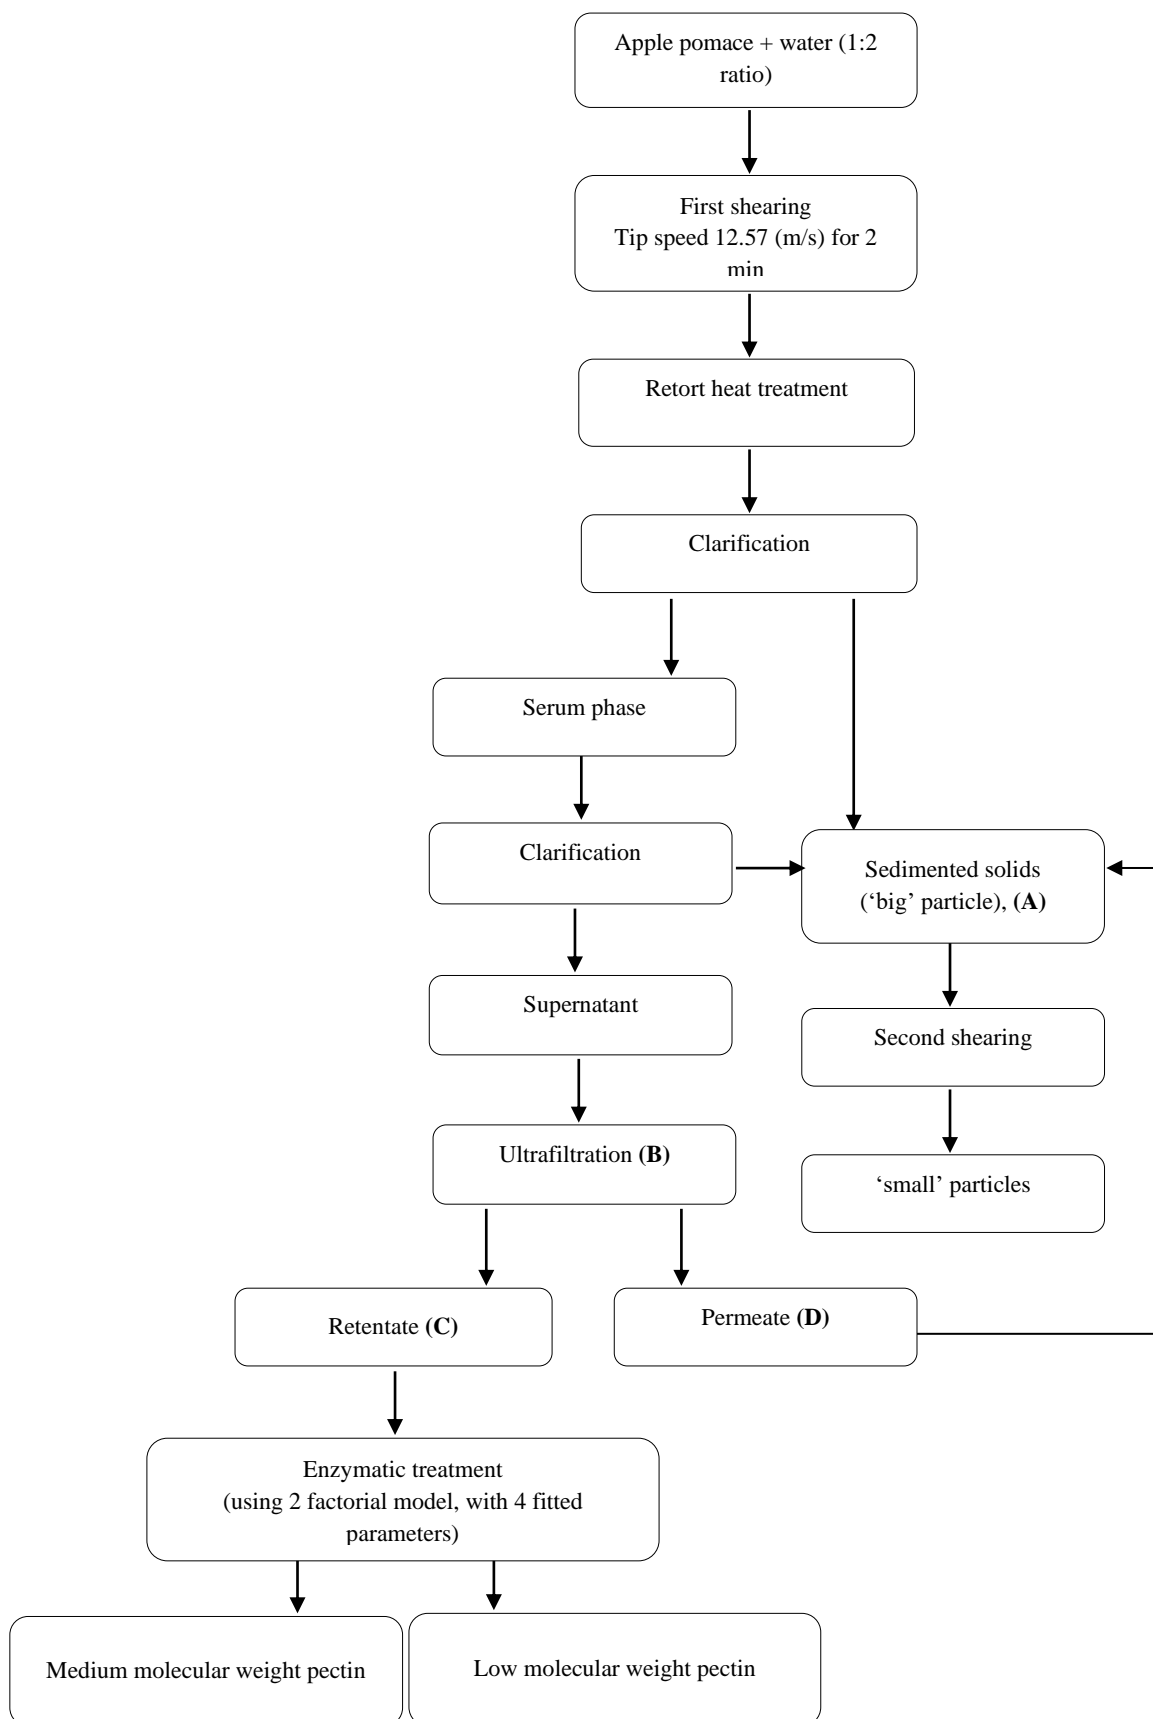 Apple pomace + water (1:2
ratio)
First shearing
Tip speed 12.57 (m/s) for 2
min
Retort heat treatment
Clarification
Serum phase
Clarification
Sedimented solids
(‘big’ particle), (A)
Supernatant
Second shearing
Ultrafiltration (B)
‘small’ particles
Retentate (C)
Permeate (D)
Enzymatic treatment
(using 2 factorial model, with 4 fitted
parameters)
Medium molecular weight pectin
Low molecular weight pectin